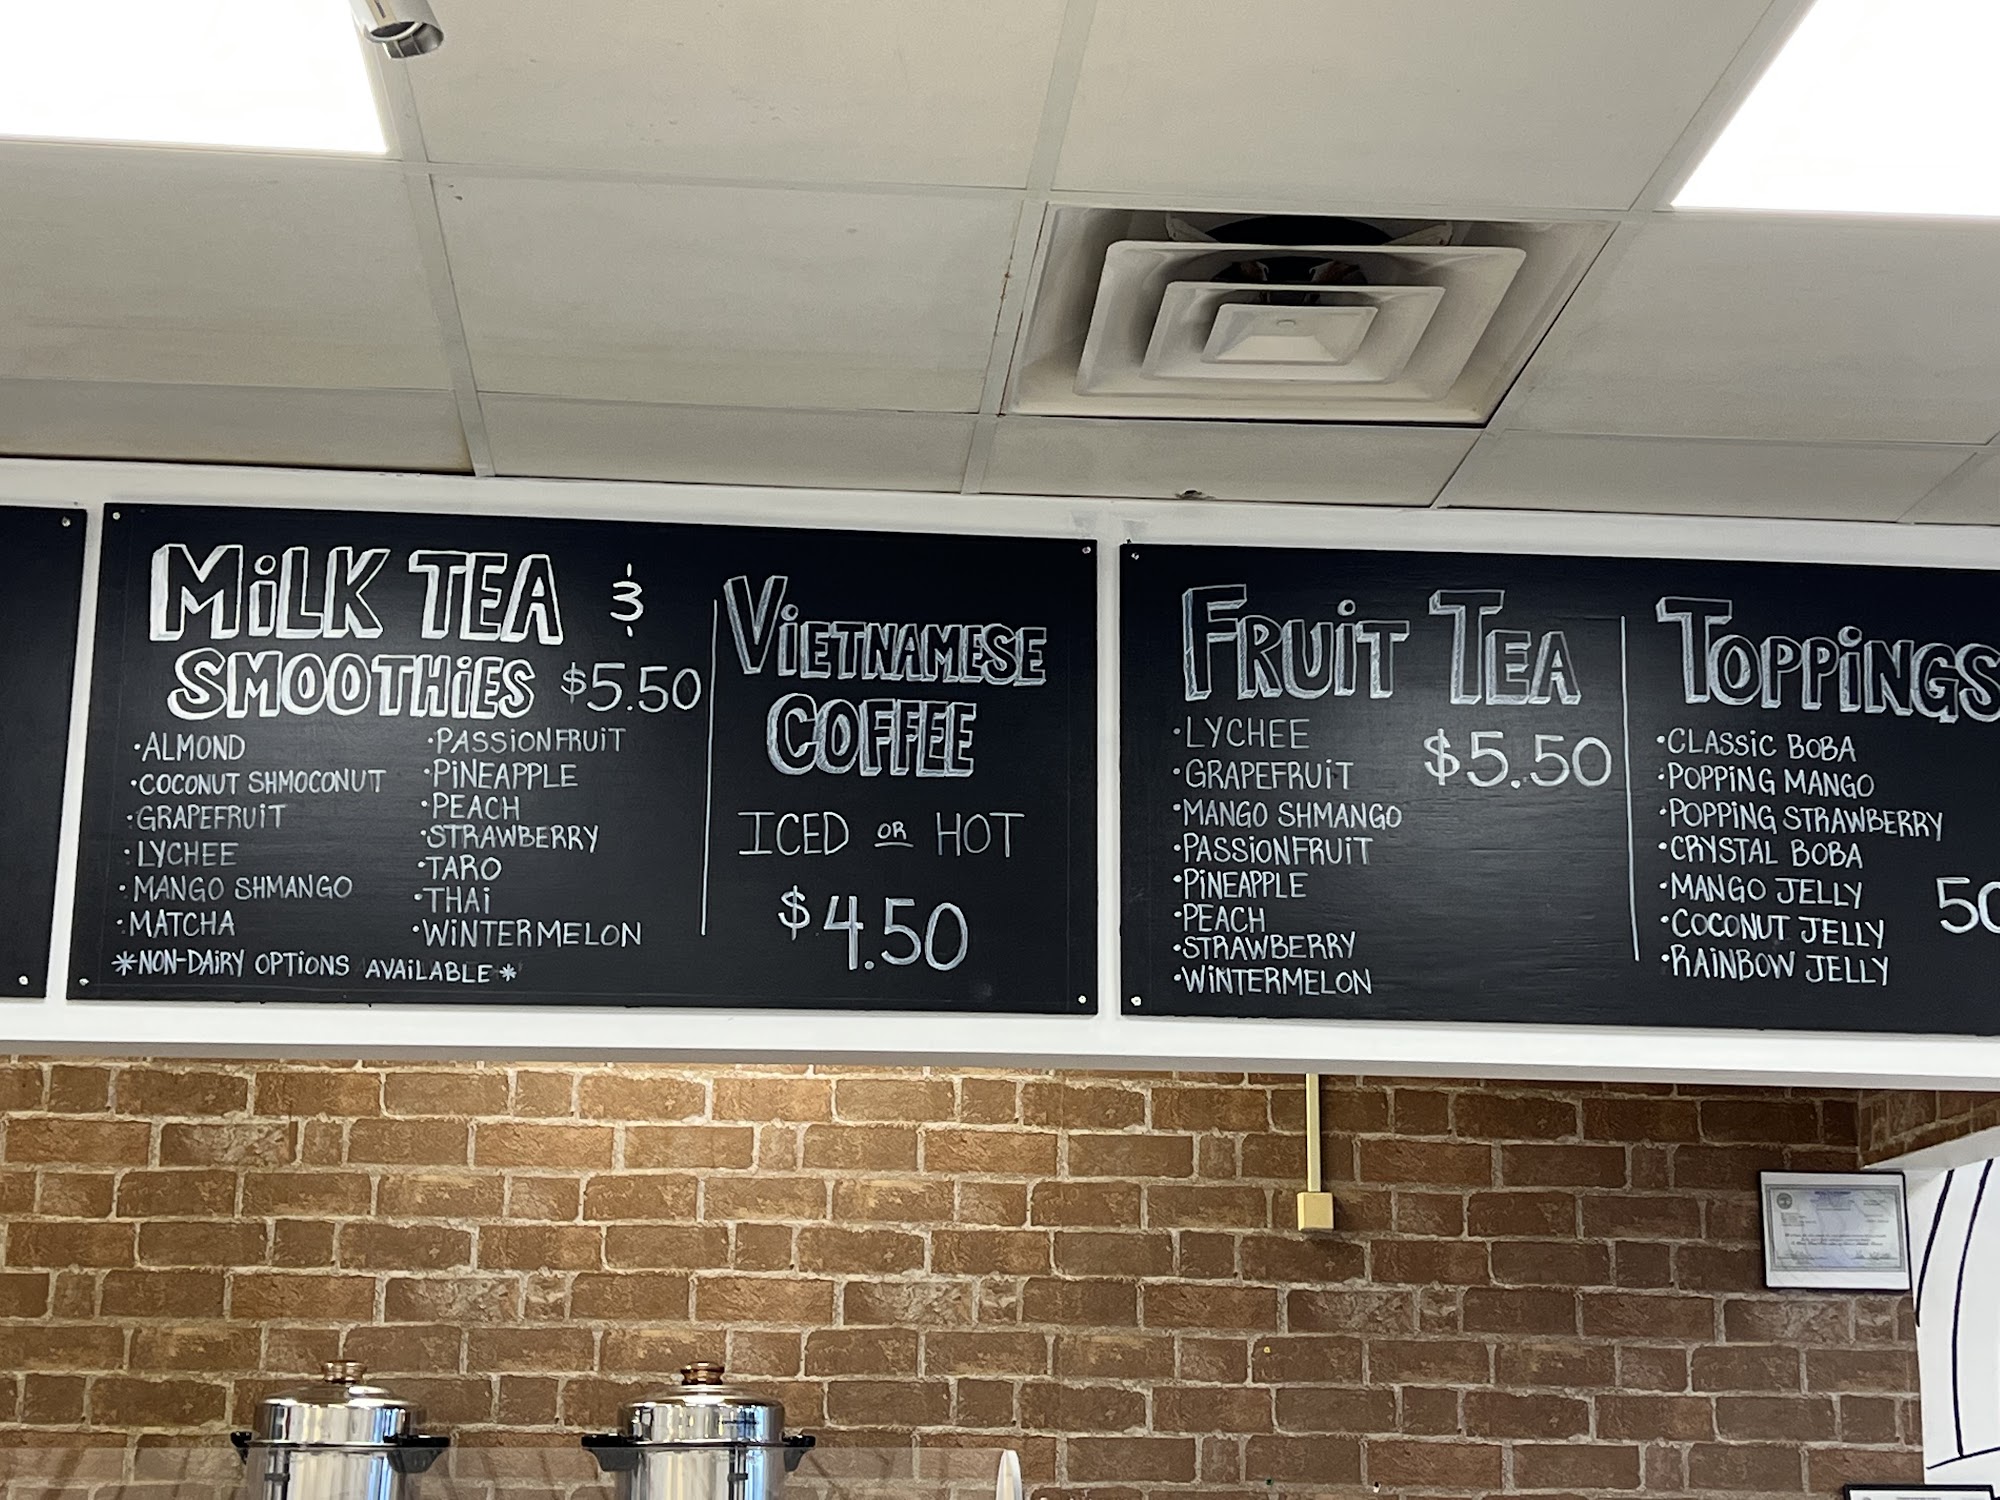 MiLK TEA &
SMOOTHiES $5.50
·ALMOND
·COCONUT SHMOCONUT
·GRAPEFRUiT
·LYCHEE
·MANGO SHMANGO
·MATCHA
·PASSiONFRUiT
·PiNEAPPLE
·PEACH
·STRAWBERRY
·TARO
·THAi
·WiNTERMELON
*NON-DAiRY OPTiONS AVAiLABLE*
ViETNAMESE
COFFEE
ICED OR HOT
$4.50
FRUiT TEA
$5.50
·LYCHEE
·GRAPEFRUiT
·MANGO SHMANGO
·PASSiONFRUiT
·PiNEAPPLE
·PEACH
·STRAWBERRY
·WiNTERMELON
TOPPiNGS
·CLASSiC BOBA
·POPPiNG MANGO
·POPPiNG STRAWBERRY
·CRYSTAL BOBA
·MANGO JELLY
·COCONUT JELLY
·RAiNBOW JELLY
50